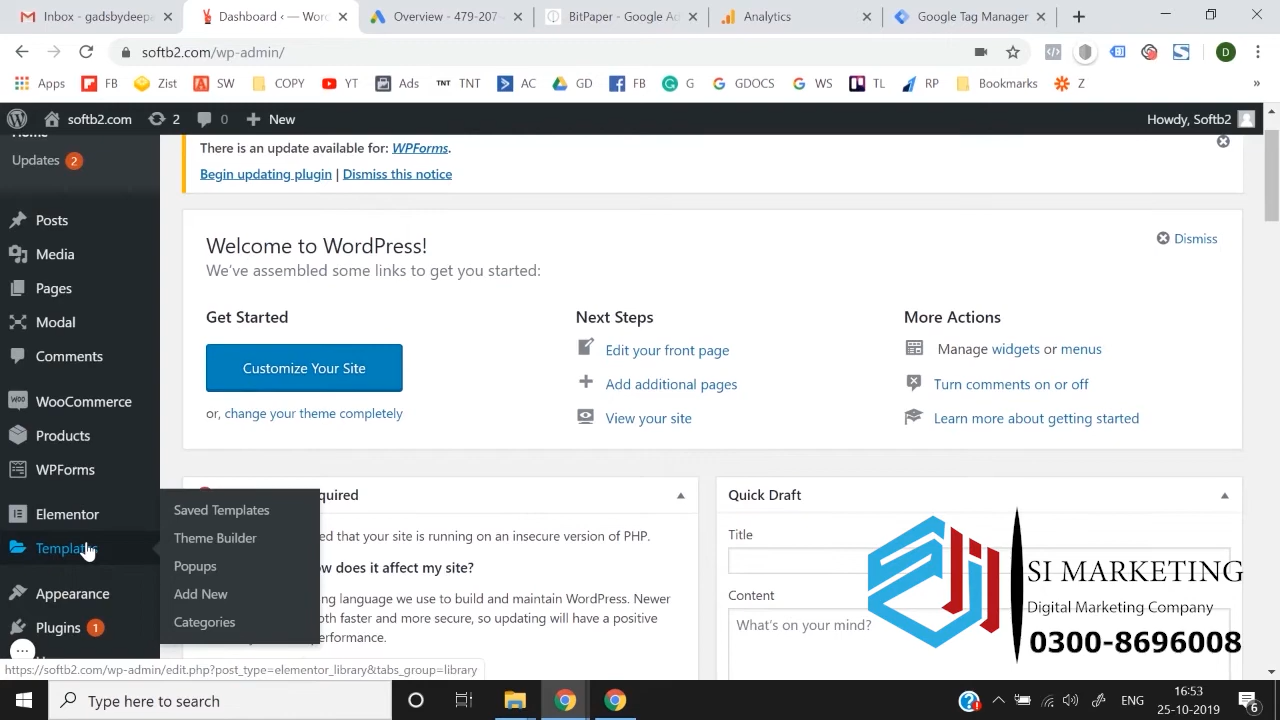 Inbox - gadsbydeep
Dashboard ‹ — Wor
Overview - 479-207
BitPaper - Google Ad
Analytics
Google Tag Manager
softb2.com/wp-admin/
D
Apps
FB
Zist
SW
COPY
YT
Ads
TNT TNT
AC
GD
FB
G
GDOCS
WS
TL
RP
Bookmarks
Z
»
softb2.com
2
0
New
Howdy, Softb2
Home
Updates 2
Posts
Media
Pages
Modal
Comments
WooCommerce
Products
WPForms
Elementor
Templates
Appearance
Plugins 1
Saved Templates
Theme Builder
Popups
Add New
Categories
There is an update available for: WPForms.
Begin updating plugin | Dismiss this notice
Welcome to WordPress!
Dismiss
We've assembled some links to get you started:
Get Started
Customize Your Site
or, change your theme completely
Next Steps
Edit your front page
Add additional pages
View your site
More Actions
Manage widgets or menus
Turn comments on or off
Learn more about getting started
quired
ed that your site is running on an insecure version of PHP.
ow does it affect my site?
ing language we use to build and maintain WordPress. Newer
oth faster and more secure, so updating will have a positive
performance.
Quick Draft
Title
Content
What's on your mind?
SI MARKETING
Digital Marketing Company
0300-8696008
https://softb2.com/wp-admin/edit.php?post_type=elementor_library&tabs_group=library
Type here to search
ENG
16:53
25-10-2019
6